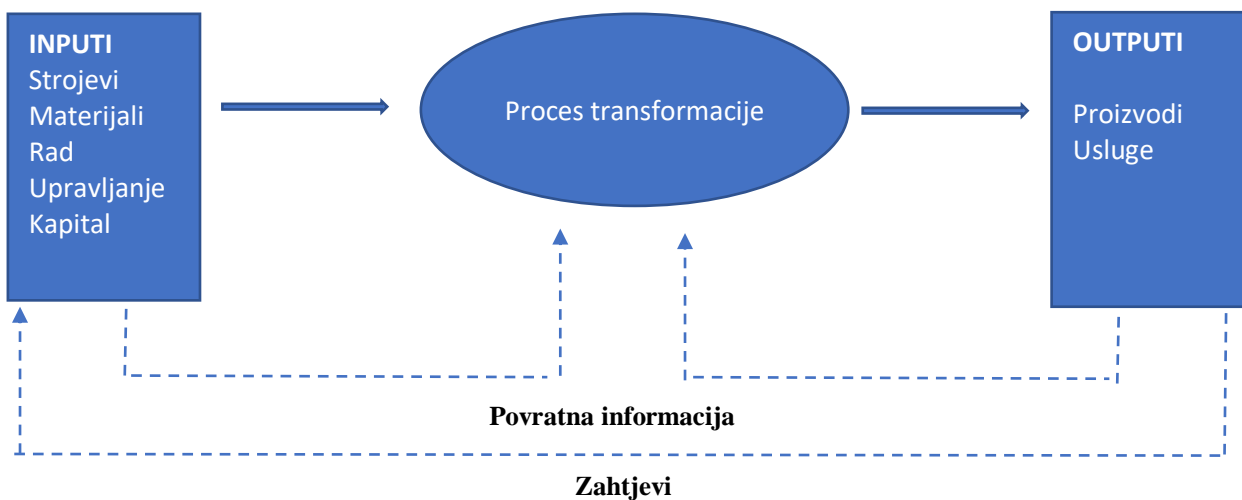 INPUTI
Strojevi
Materijali
Rad
Upravljanje
Kapital
Proces transformacije
OUTPUTI
Proizvodi
Usluge
Povratna informacija
Zahtjevi